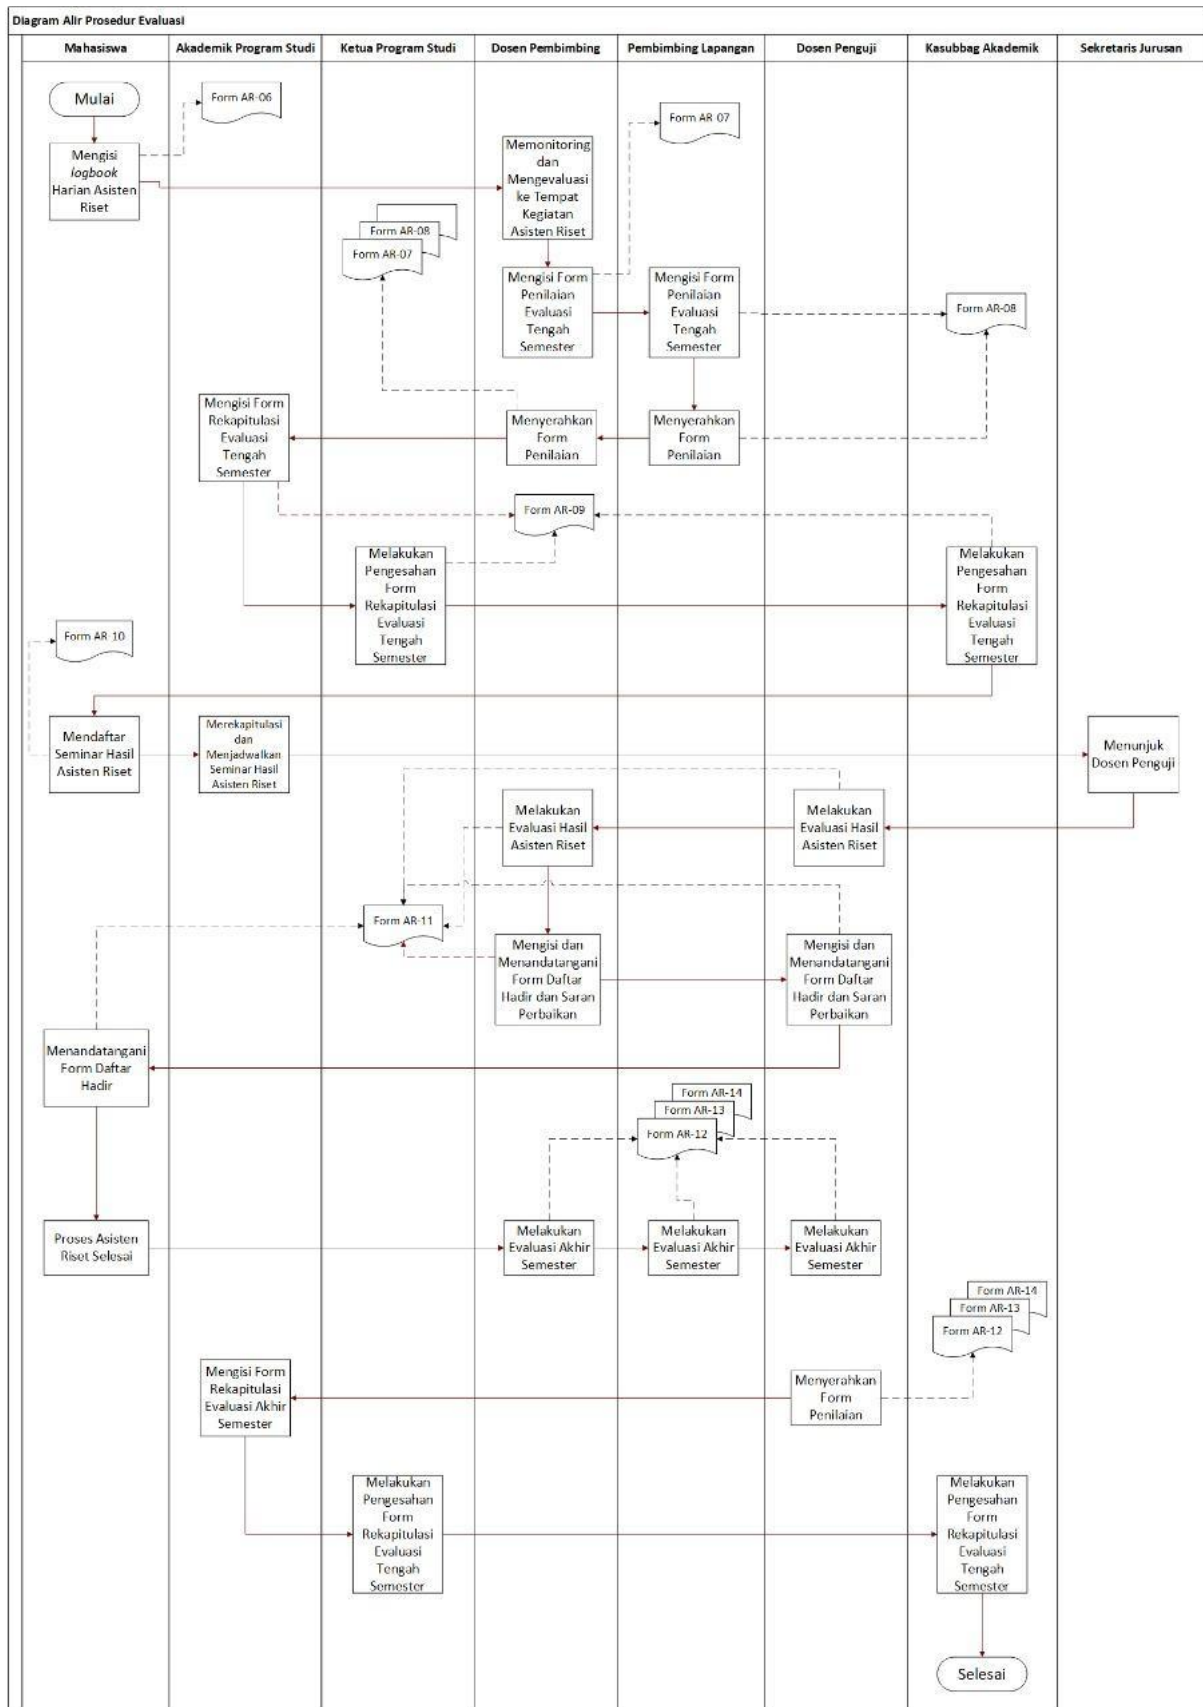 Diagram Alir Prosedur Evaluasi
Mahasiswa
Akademik Program Studi
Ketua Program Studi
Dosen Pembimbing
Pembimbing Lapangan
Dosen Penguji
Kasubbag Akademik
Sekretaris Jurusan
Mulai
Form AR-06
Form AR-07
Mengisi
logbook
Harian Asisten
Riset
Memonitoring
dan
Mengevaluasi
ke Tempat
Kegiatan
Asisten Riset
Form AR-08
Form AR-07
Mengisi Form
Penilaian
Evaluasi
Tengah
Semester
Mengisi Form
Penilaian
Evaluasi
Tengah
Semester
Form AR-08
Mengisi Form
Rekapitulasi
Evaluasi
Tengah
Semester
Menyerahkan
Form
Penilaian
Menyerahkan
Form
Penilaian
Form AR-09
Melakukan
Pengesahan
Form
Rekapitulasi
Evaluasi
Tengah
Semester
Melakukan
Pengesahan
Form
Rekapitulasi
Evaluasi
Tengah
Semester
Form AR-10
Mendaftar
Seminar Hasil
Asisten Riset
Merekapitulasi
dan
Menjadwalkan
Seminar Hasil
Asisten Riset
Menunjuk
Dosen Penguji
Melakukan
Evaluasi Hasil
Asisten Riset
Melakukan
Evaluasi Hasil
Asisten Riset
Form AR-11
Mengisi dan
Menandatangani
Form Daftar
Hadir dan Saran
Perbaikan
Mengisi dan
Menandatangani
Form Daftar
Hadir dan Saran
Perbaikan
Menandatangani
Form Daftar
Hadir
Form AR-14
Form AR-13
Form AR-12
Proses Asisten
Riset Selesai
Melakukan
Evaluasi Akhir
Semester
Melakukan
Evaluasi Akhir
Semester
Melakukan
Evaluasi Akhir
Semester
Form AR-14
Form AR-13
Form AR-12
Mengisi Form
Rekapitulasi
Evaluasi Akhir
Semester
Menyerahkan
Form
Penilaian
Melakukan
Pengesahan
Form
Rekapitulasi
Evaluasi
Tengah
Semester
Melakukan
Pengesahan
Form
Rekapitulasi
Evaluasi
Tengah
Semester
Selesai